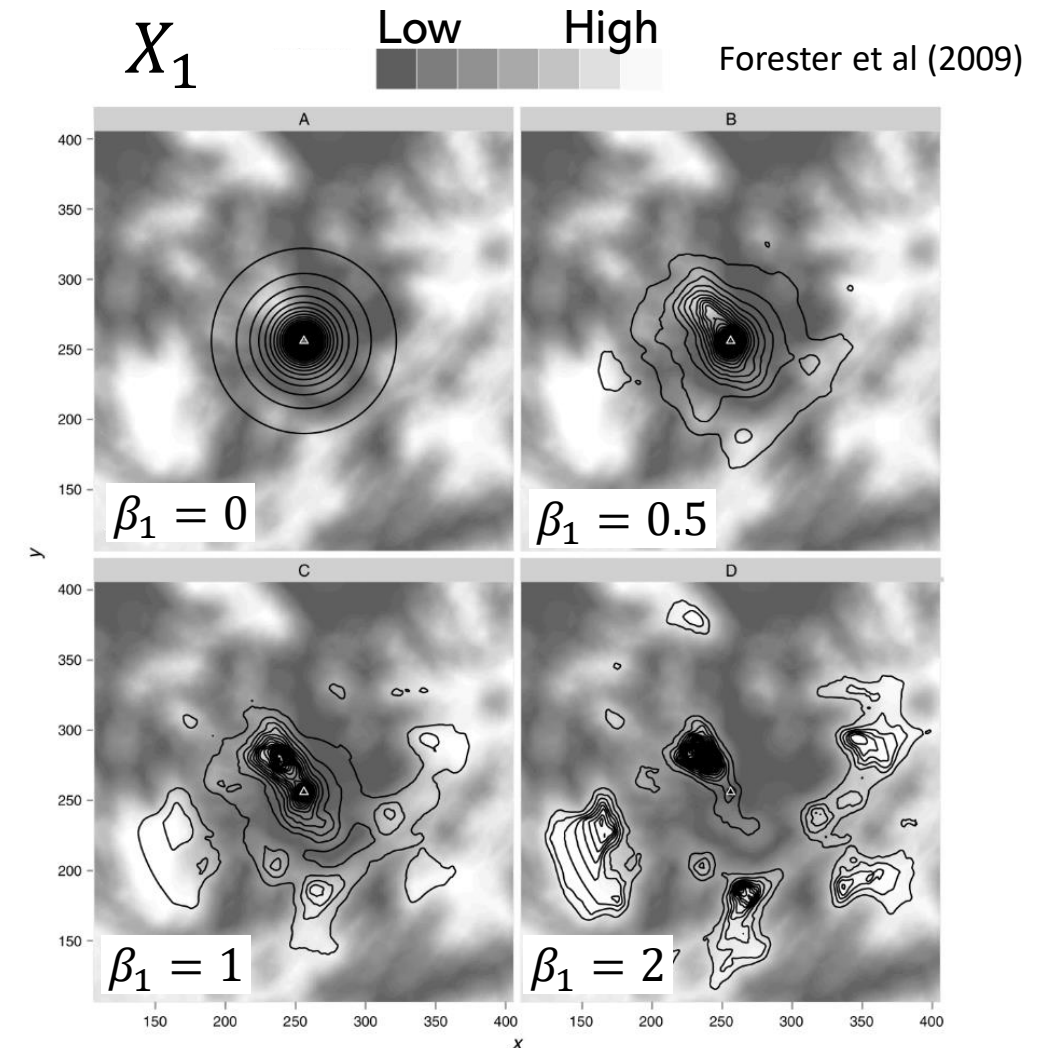 X₁
Low High
Forester et al (2009)
A
B
400
350
300
250
200
150
β₁ = 0
β₁ = 0.5
y
C
D
400
350
300
250
200
150
β₁ = 1
β₁ = 2
150 200 250 300 350 400
150 200 250 300 350 400
x